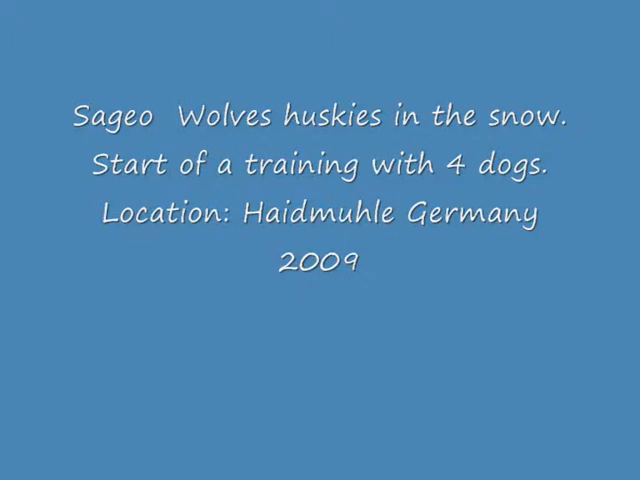 Sageo  Wolves huskies in the snow.
Start of a training with 4 dogs.
Location: Haidmuhle Germany
2009